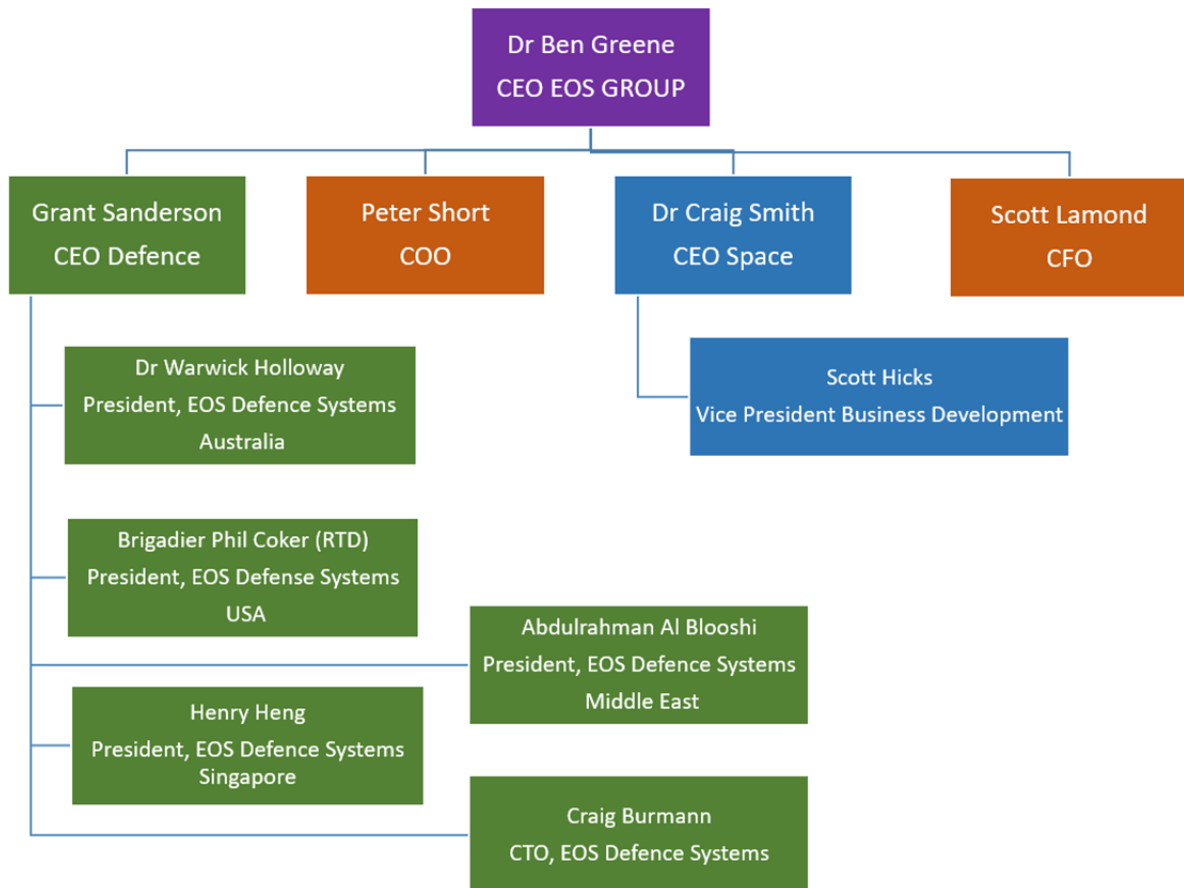 Dr Ben Greene
CEO EOS GROUP
Grant Sanderson
CEO Defence
Peter Short
COO
Dr Craig Smith
CEO Space
Scott Lamond
CFO
Dr Warwick Holloway
President, EOS Defence Systems
Australia
Scott Hicks
Vice President Business Development
Brigadier Phil Coker (RTD)
President, EOS Defense Systems
USA
Abdulrahman Al Blooshi
President, EOS Defence Systems
Middle East
Henry Heng
President, EOS Defence Systems
Singapore
Craig Burmann
CTO, EOS Defence Systems